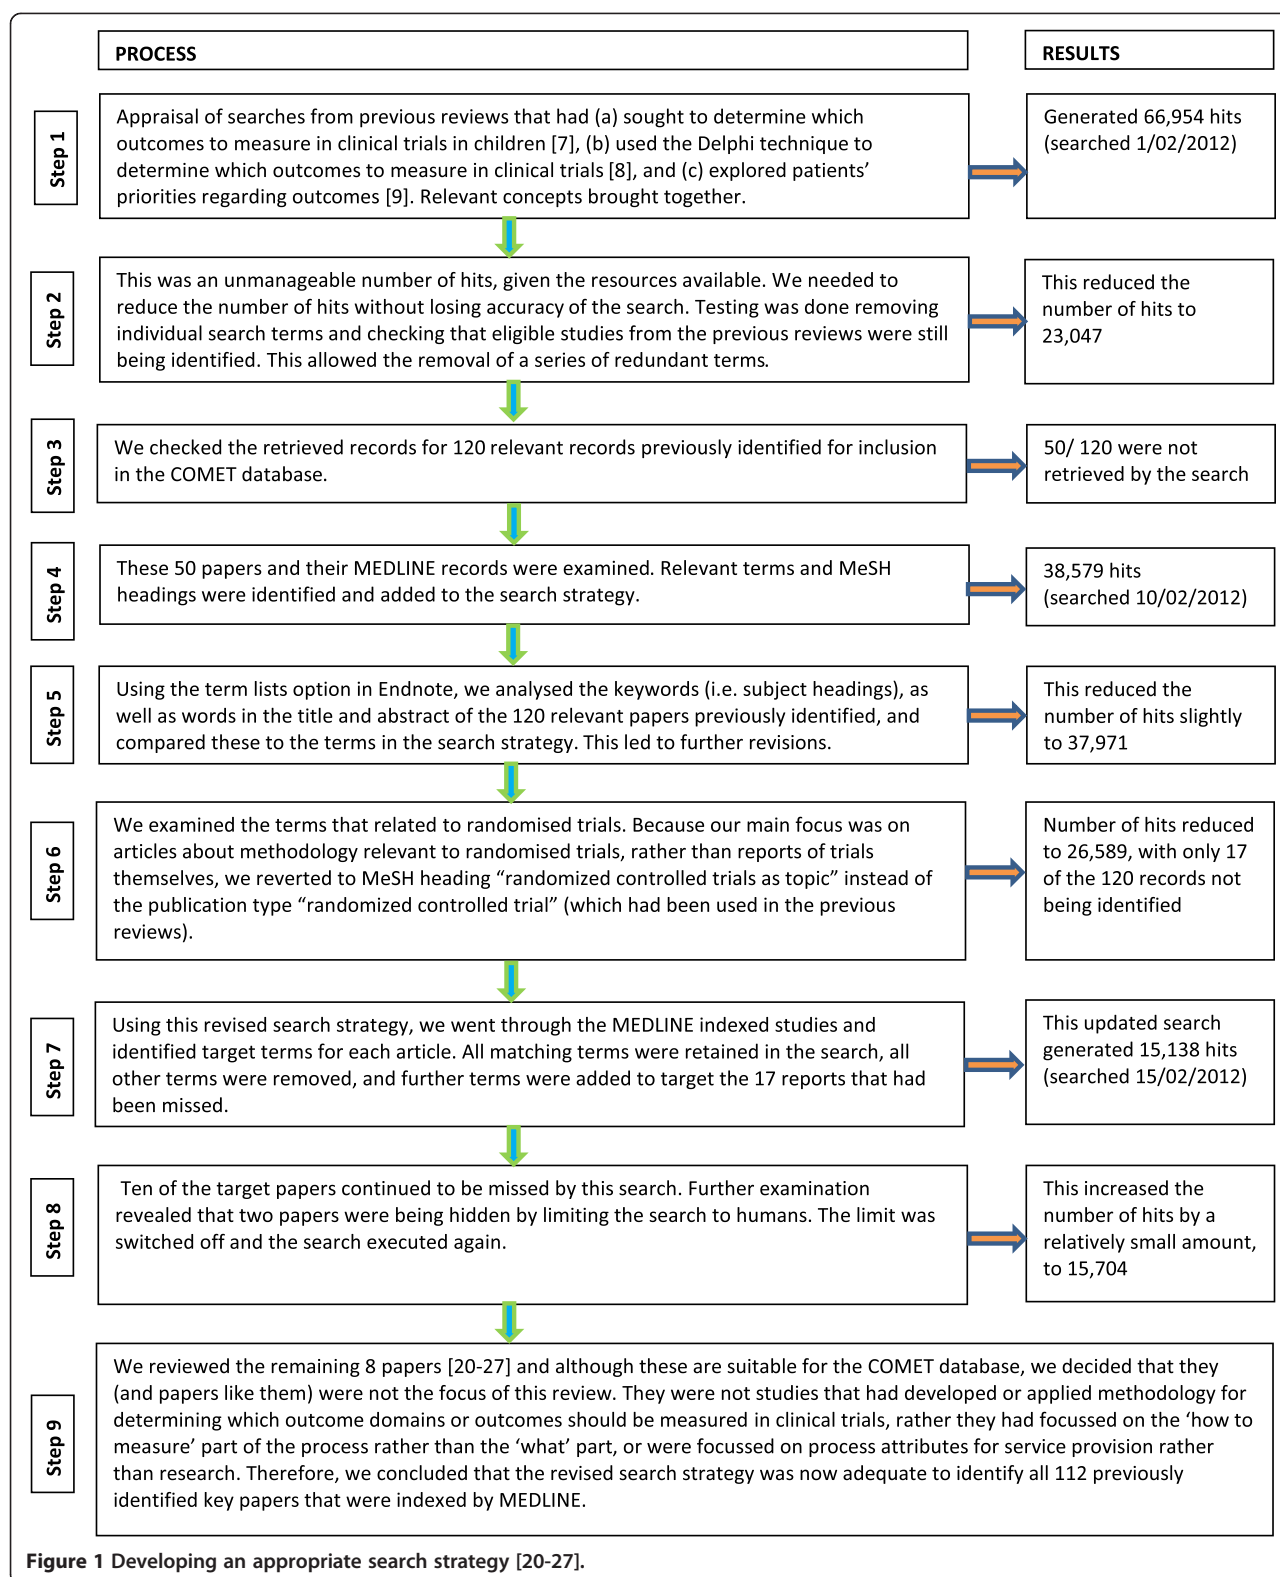 PROCESS
RESULTS
Step 1
Appraisal of searches from previous reviews that had (a) sought to determine which
outcomes to measure in clinical trials in children [7], (b) used the Delphi technique to
determine which outcomes to measure in clinical trials [8], and (c) explored patients’
priorities regarding outcomes [9]. Relevant concepts brought together.
Generated 66,954 hits
(searched 1/02/2012)
Step 2
This was an unmanageable number of hits, given the resources available. We needed to
reduce the number of hits without losing accuracy of the search. Testing was done removing
individual search terms and checking that eligible studies from the previous reviews were still
being identified. This allowed the removal of a series of redundant terms.
This reduced the
number of hits to
23,047
Step 3
We checked the retrieved records for 120 relevant records previously identified for inclusion
in the COMET database.
50/ 120 were not
retrieved by the search
Step 4
These 50 papers and their MEDLINE records were examined. Relevant terms and MeSH
headings were identified and added to the search strategy.
38,579 hits
(searched 10/02/2012)
Step 5
Using the term lists option in Endnote, we analysed the keywords (i.e. subject headings), as
well as words in the title and abstract of the 120 relevant papers previously identified, and
compared these to the terms in the search strategy. This led to further revisions.
This reduced the
number of hits slightly
to 37,971
Step 6
We examined the terms that related to randomised trials. Because our main focus was on
articles about methodology relevant to randomised trials, rather than reports of trials
themselves, we reverted to MeSH heading “randomized controlled trials as topic” instead of
the publication type “randomized controlled trial” (which had been used in the previous
reviews).
Number of hits reduced
to 26,589, with only 17
of the 120 records not
being identified
Step 7
Using this revised search strategy, we went through the MEDLINE indexed studies and
identified target terms for each article. All matching terms were retained in the search, all
other terms were removed, and further terms were added to target the 17 reports that had
been missed.
This updated search
generated 15,138 hits
(searched 15/02/2012)
Step 8
Ten of the target papers continued to be missed by this search. Further examination
revealed that two papers were being hidden by limiting the search to humans. The limit was
switched off and the search executed again.
This increased the
number of hits by a
relatively small amount,
to 15,704
Step 9
We reviewed the remaining 8 papers [20-27] and although these are suitable for the COMET database, we decided that they
(and papers like them) were not the focus of this review. They were not studies that had developed or applied methodology for
determining which outcome domains or outcomes should be measured in clinical trials, rather they had focussed on the ‘how to
measure’ part of the process rather than the ‘what’ part, or were focussed on process attributes for service provision rather
than research. Therefore, we concluded that the revised search strategy was now adequate to identify all 112 previously
identified key papers that were indexed by MEDLINE.
Figure 1 Developing an appropriate search strategy [20-27].